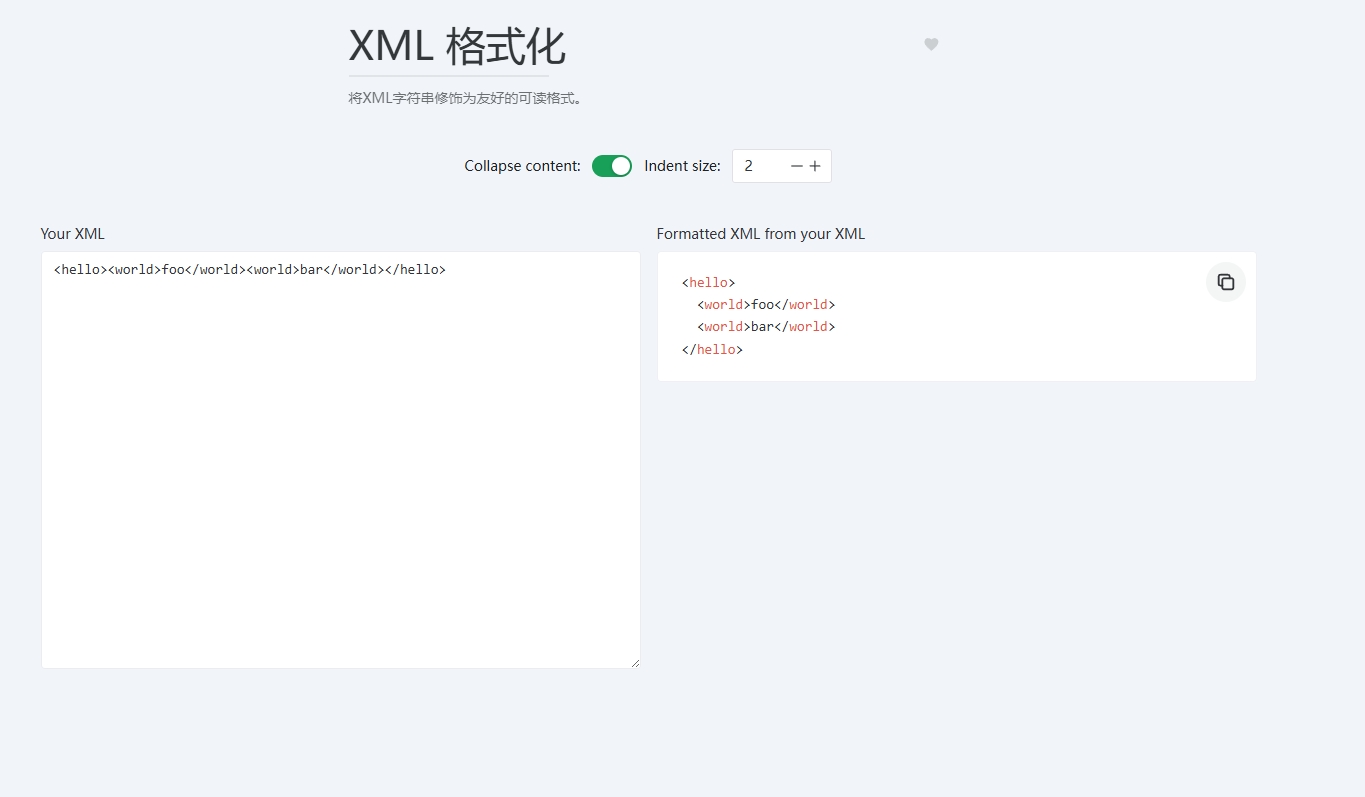 XML 格式化
将XML字符串修饰为友好的可读格式。
Collapse content: Indent size: 2
Your XML
<hello><world>foo</world><world>bar</world></hello>
Formatted XML from your XML
<hello>
  <world>foo</world>
  <world>bar</world>
</hello>